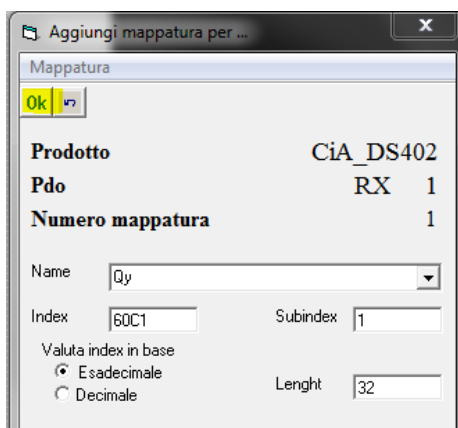 Aggiungi mappatura per ...
x
Mappatura
Ok
Prodotto CiA_DS402
Pdo RX 1
Numero mappatura 1
Name Qy
Index 60C1 Subindex 1
Valuta index in base
Esadecimale
Decimale
Lenght 32